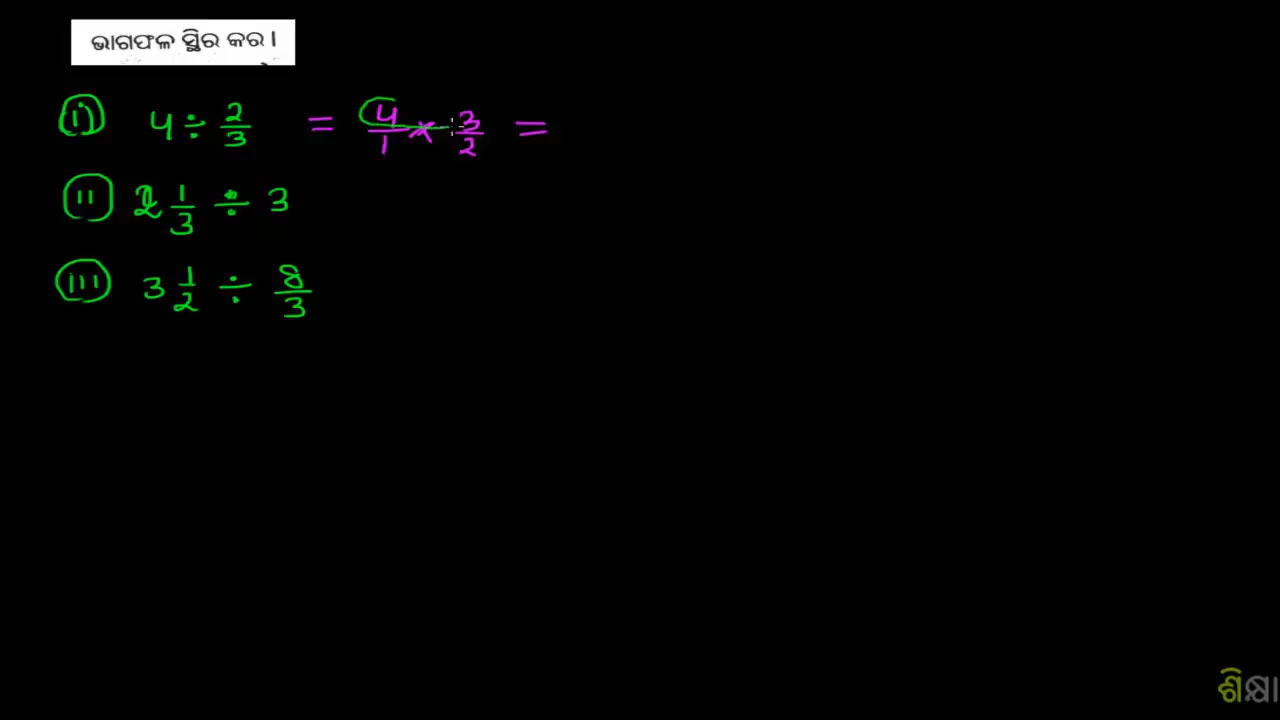 ଭାଗଫଳ ସ୍ଥିର କର ।
(i) 4 ÷ 2/3 = 4/1 × 3/2 =
(ii) 2 1/3 ÷ 3
(iii) 3 1/2 ÷ 8/3
ଶିକ୍ଷା